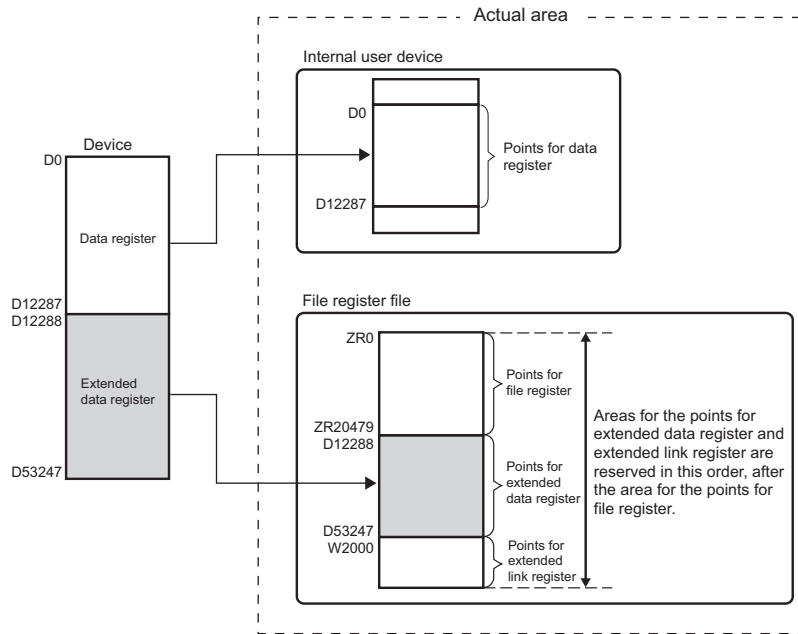 Actual area
Internal user device
D0
Points for data
register
D12287
Device
D0
Data register
D12287
D12288
Extended
data register
D53247
File register file
ZR0
Points for
file register
ZR20479
D12288
Points for
extended
data register
D53247
W2000
Points for
extended
link register
Areas for the points for
extended data register and
extended link register are
reserved in this order, after
the area for the points for
file register.